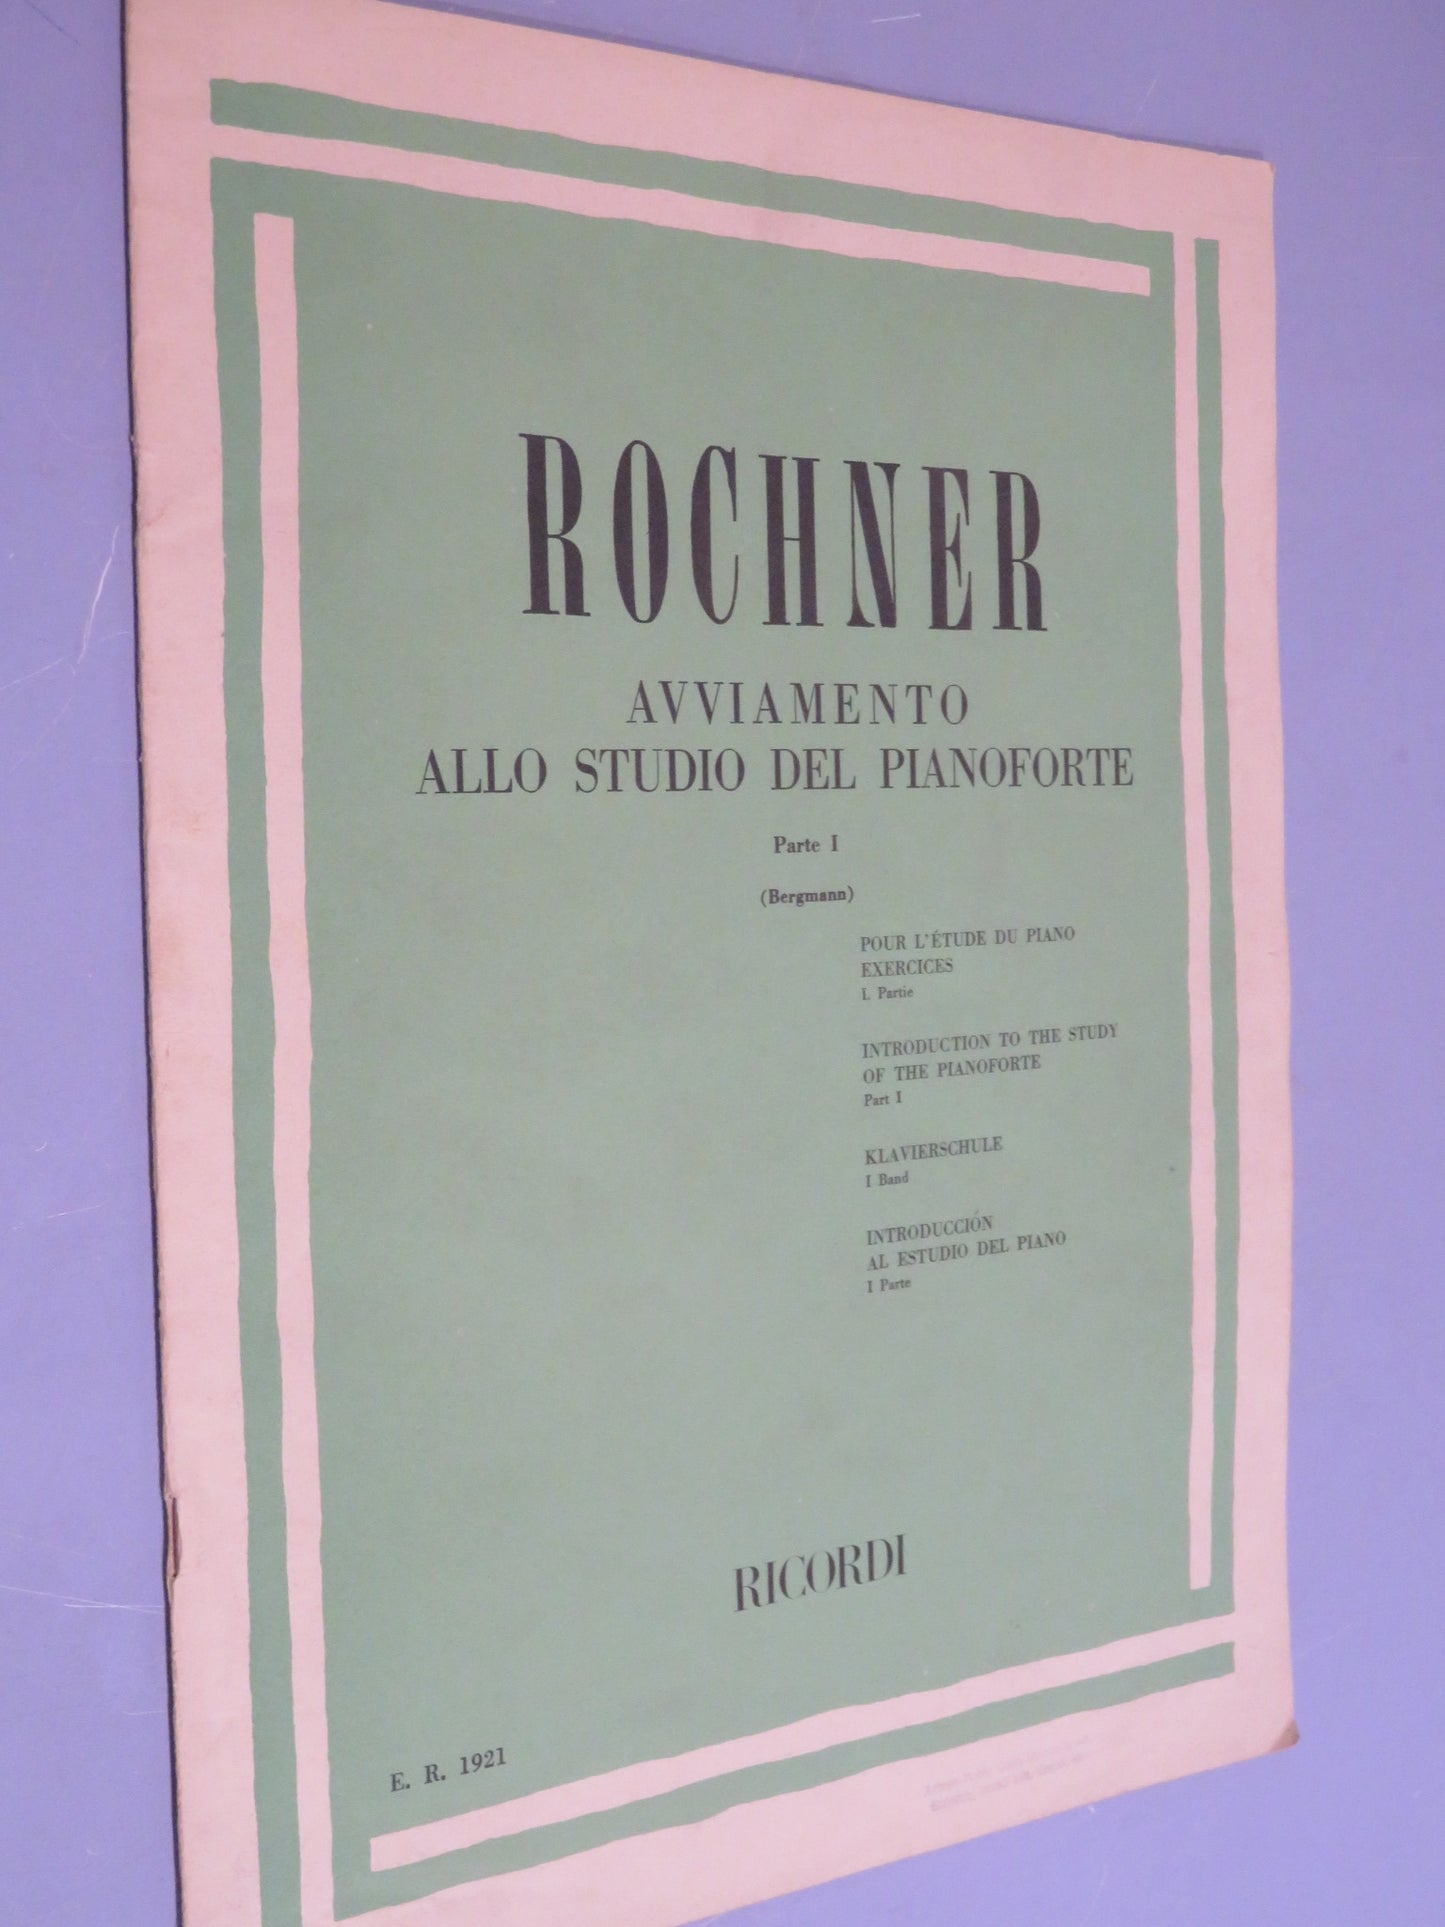 ROCHNER
AVVIAMENTO
ALLO STUDIO DEL PIANOFORTE
Parte I
(Bergmann)
POUR L'ÉTUDE DU PIANO
EXERCICES
I. Partie
INTRODUCTION TO THE STUDY
OF THE PIANOFORTE
Part I
KLAVIERSCHULE
I Band
INTRODUCCIÓN
AL ESTUDIO DEL PIANO
I Parte
RICORDI
E. R. 1921